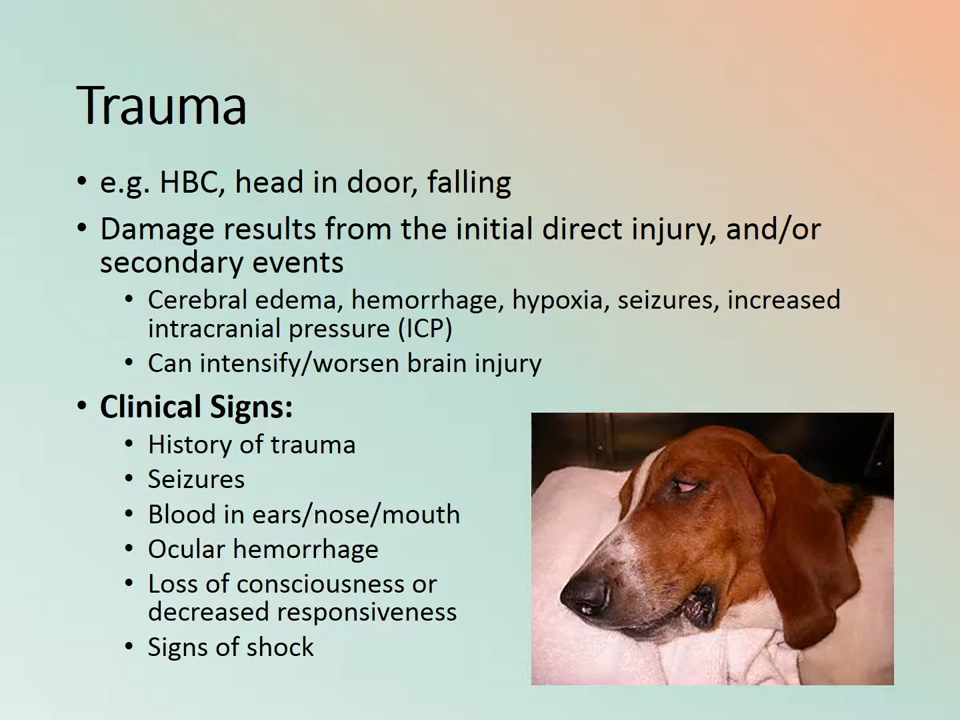 Trauma
• e.g. HBC, head in door, falling
• Damage results from the initial direct injury, and/or
secondary events
• Cerebral edema, hemorrhage, hypoxia, seizures, increased
intracranial pressure (ICP)
• Can intensify/worsen brain injury
• Clinical Signs:
• History of trauma
• Seizures
• Blood in ears/nose/mouth
• Ocular hemorrhage
• Loss of consciousness or
decreased responsiveness
• Signs of shock